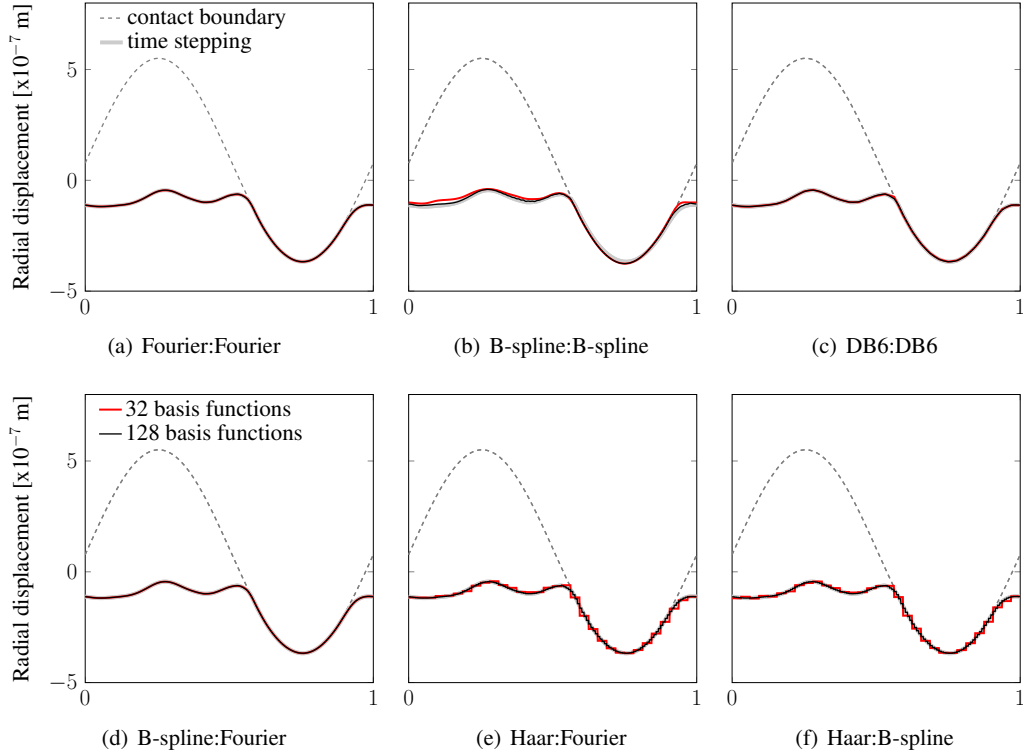 contact boundary
time stepping
Radial displacement [x10⁻⁷ m]
5
0
−5
0
1
0
1
0
1
(a) Fourier:Fourier
(b) B-spline:B-spline
(c) DB6:DB6
32 basis functions
128 basis functions
Radial displacement [x10⁻⁷ m]
5
0
−5
0
1
0
1
0
1
(d) B-spline:Fourier
(e) Haar:Fourier
(f) Haar:B-spline